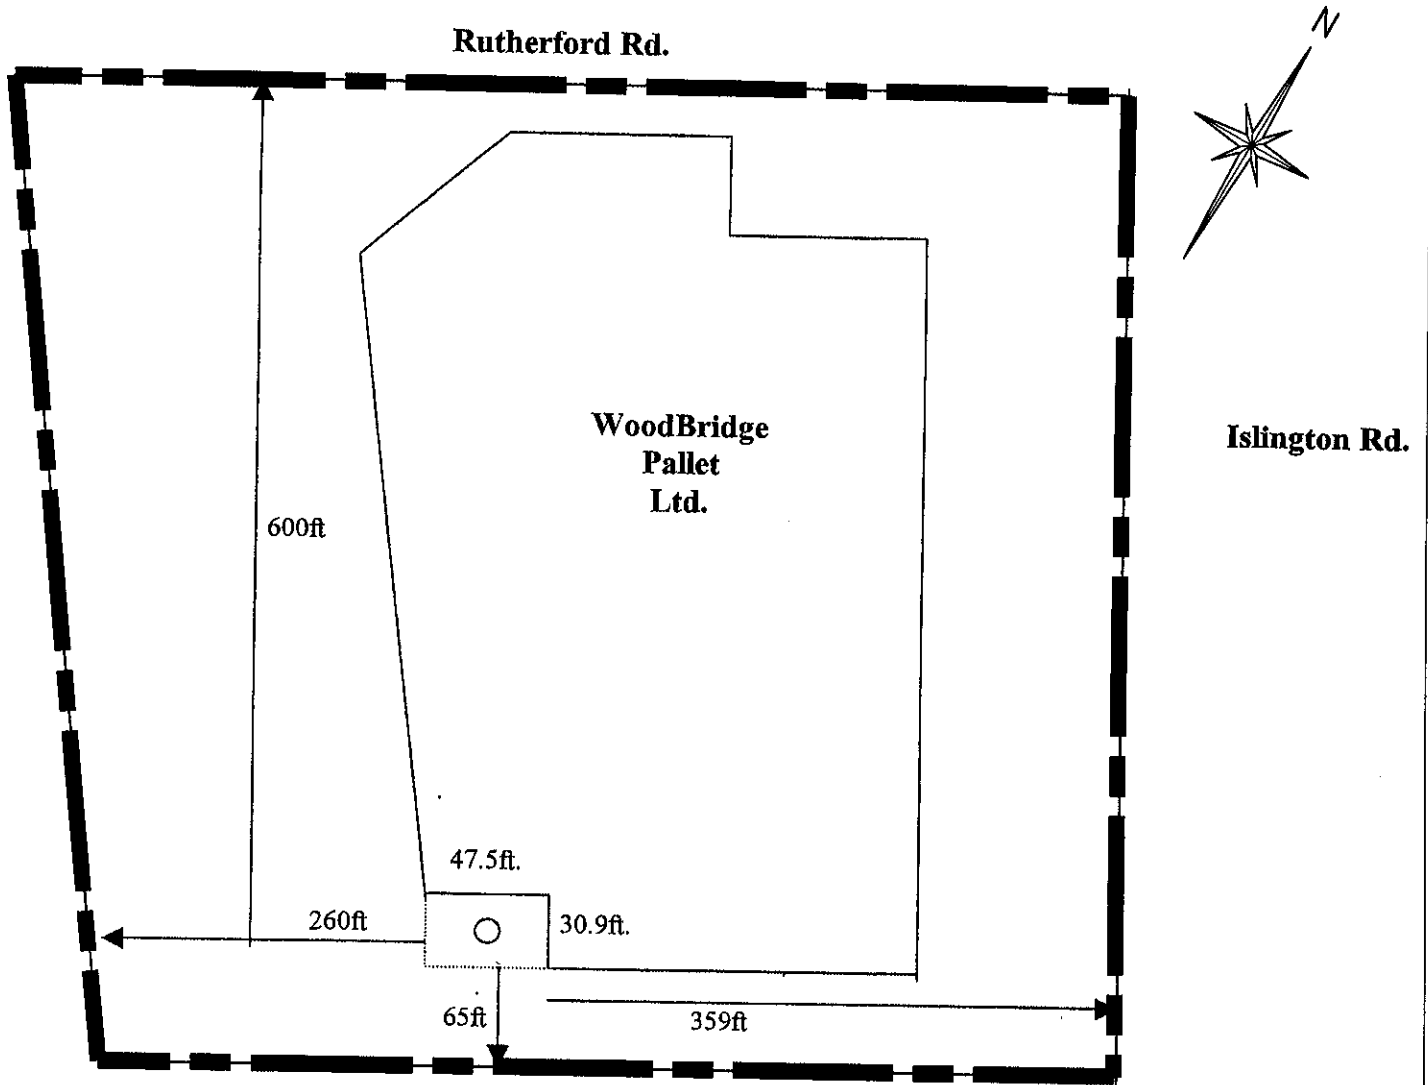 Rutherford Rd.
N
WoodBridge
Pallet
Ltd.
Islington Rd.
600ft
47.5ft.
260ft
30.9ft.
65ft
359ft